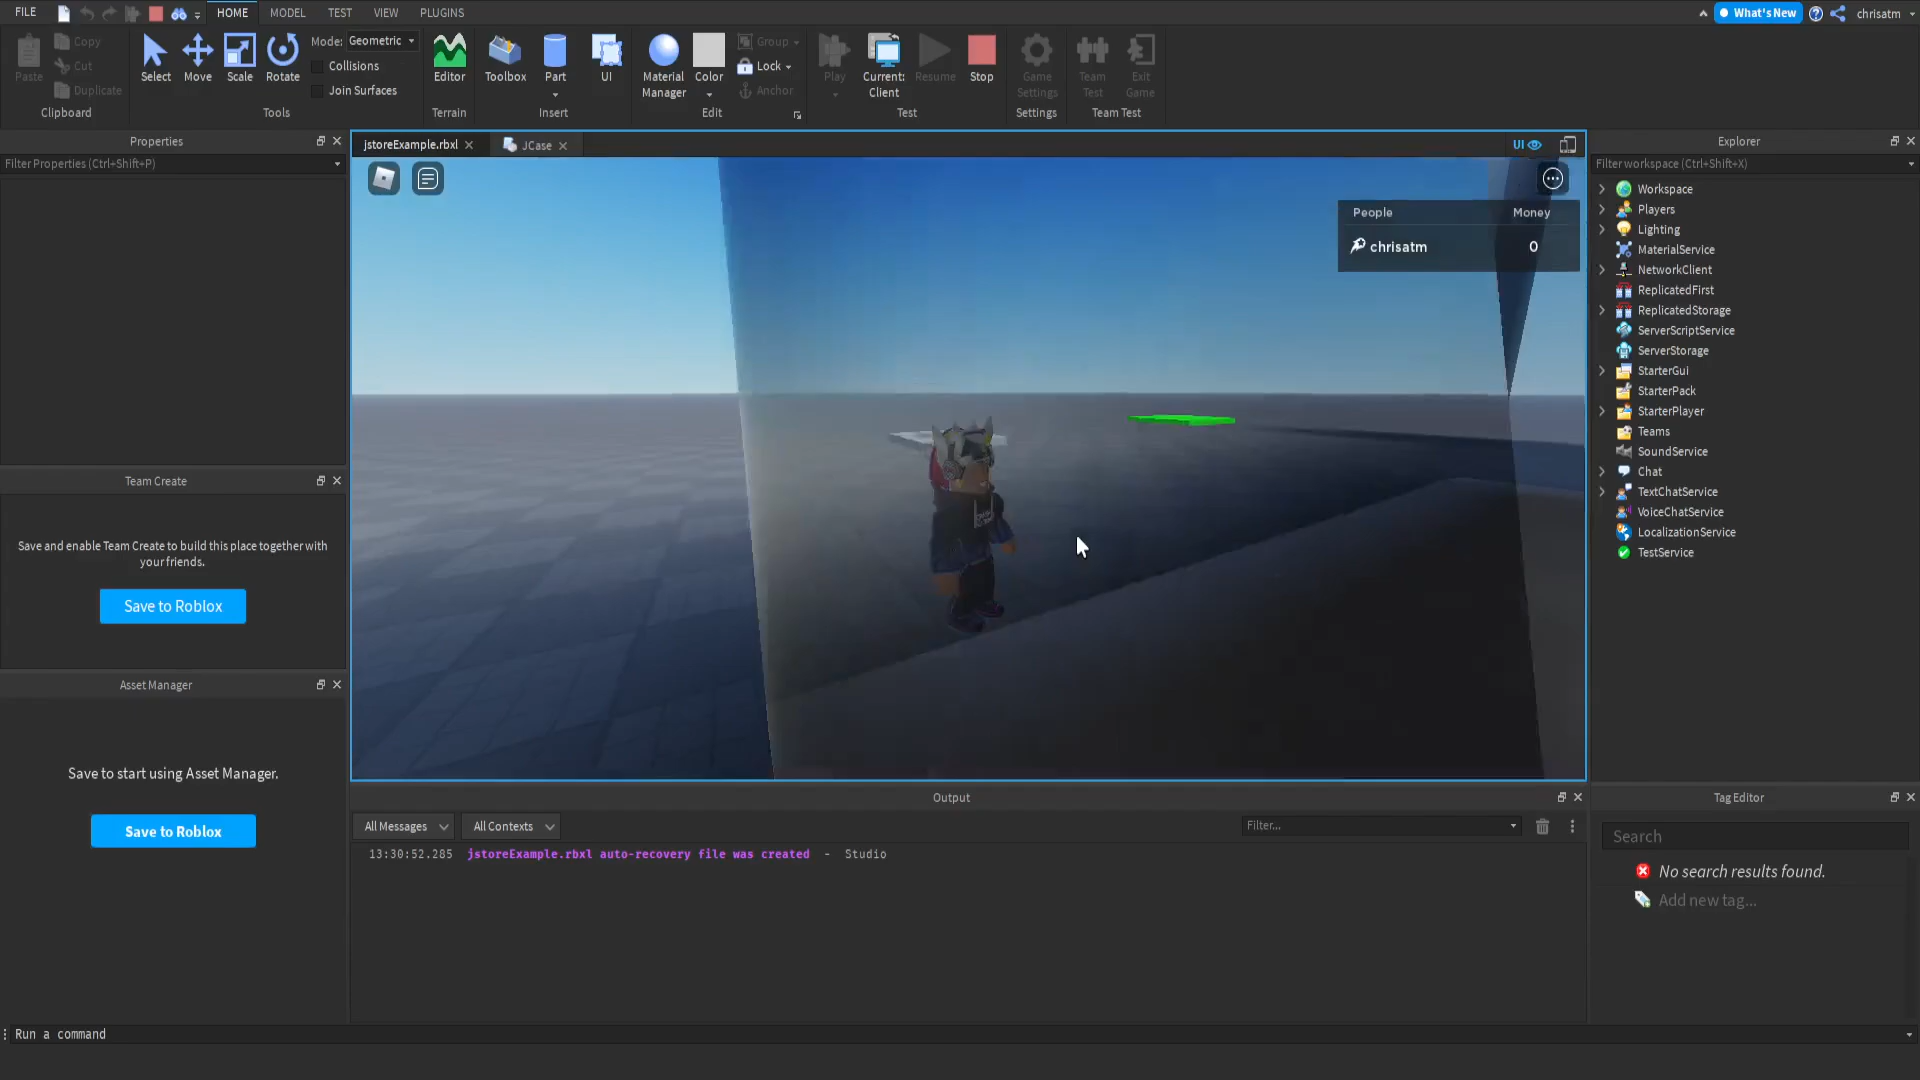 FILE HOME MODEL TEST VIEW PLUGINS What's New chrisatm
Paste Copy Cut Duplicate
Clipboard
Select Move Scale Rotate
Mode: Geometric
Collisions
Join Surfaces
Tools
Editor
Terrain
Toolbox Part UI
Insert
Material Manager Color Group Lock Anchor
Edit
Play Current: Client Resume Stop
Test
Game Settings
Settings
Team Test Exit Game
Team Test
Properties
Filter Properties (Ctrl+Shift+P)
Team Create
Save and enable Team Create to build this place together with
your friends.
Save to Roblox
Asset Manager
Save to start using Asset Manager.
Save to Roblox
jstoreExample.rbxl JCase UI
People Money
chrisatm 0
Explorer
Filter workspace (Ctrl+Shift+X)
Workspace
Players
Lighting
MaterialService
NetworkClient
ReplicatedFirst
ReplicatedStorage
ServerScriptService
ServerStorage
StarterGui
StarterPack
StarterPlayer
Teams
SoundService
Chat
TextChatService
VoiceChatService
LocalizationService
TestService
Output
All Messages All Contexts Filter...
13:30:52.285 jstoreExample.rbxl auto-recovery file was created - Studio
Tag Editor
Search
No search results found.
Add new tag...
Run a command